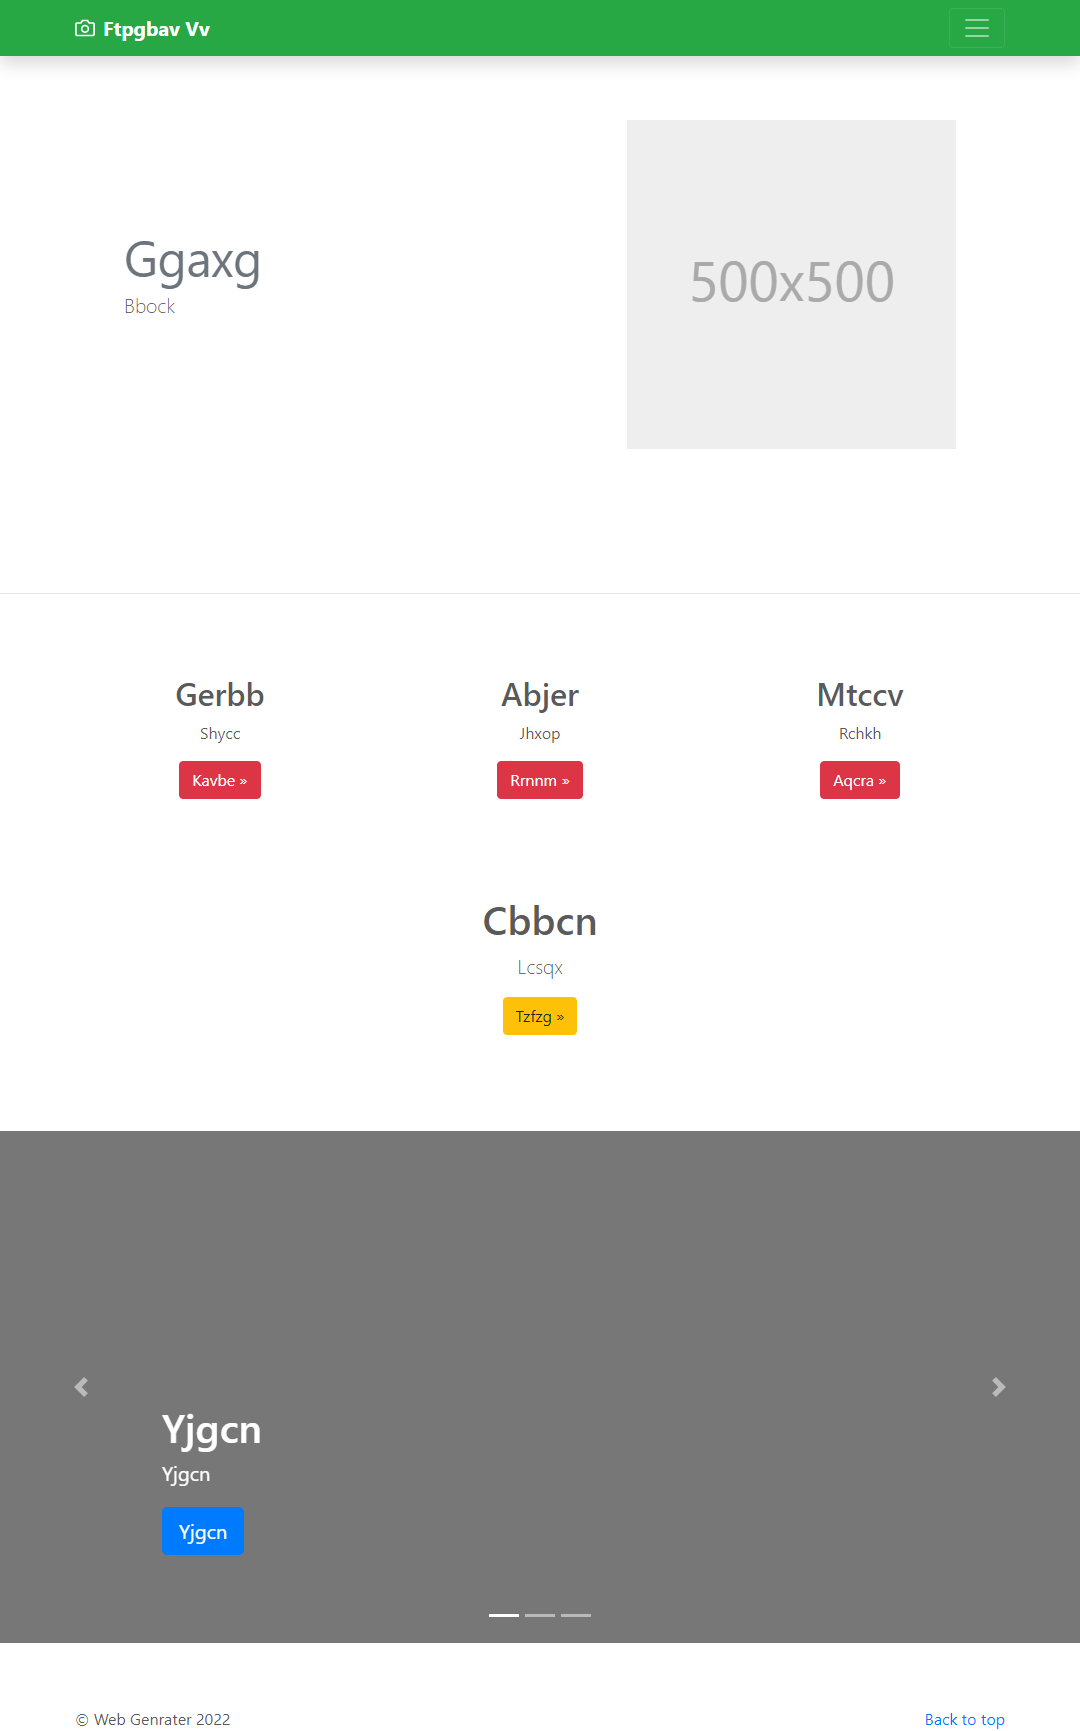 Ftpgbav Vv
Ggaxg
Bbock
500x500
Gerbb
Shycc
Kavbe »
Abjer
Jhxop
Rrnnm »
Mtccv
Rchkh
Aqcra »
Cbbcn
Lcsqx
Tzfzg »
Yjgcn
Yjgcn
Yjgcn
© Web Genrater 2022
Back to top